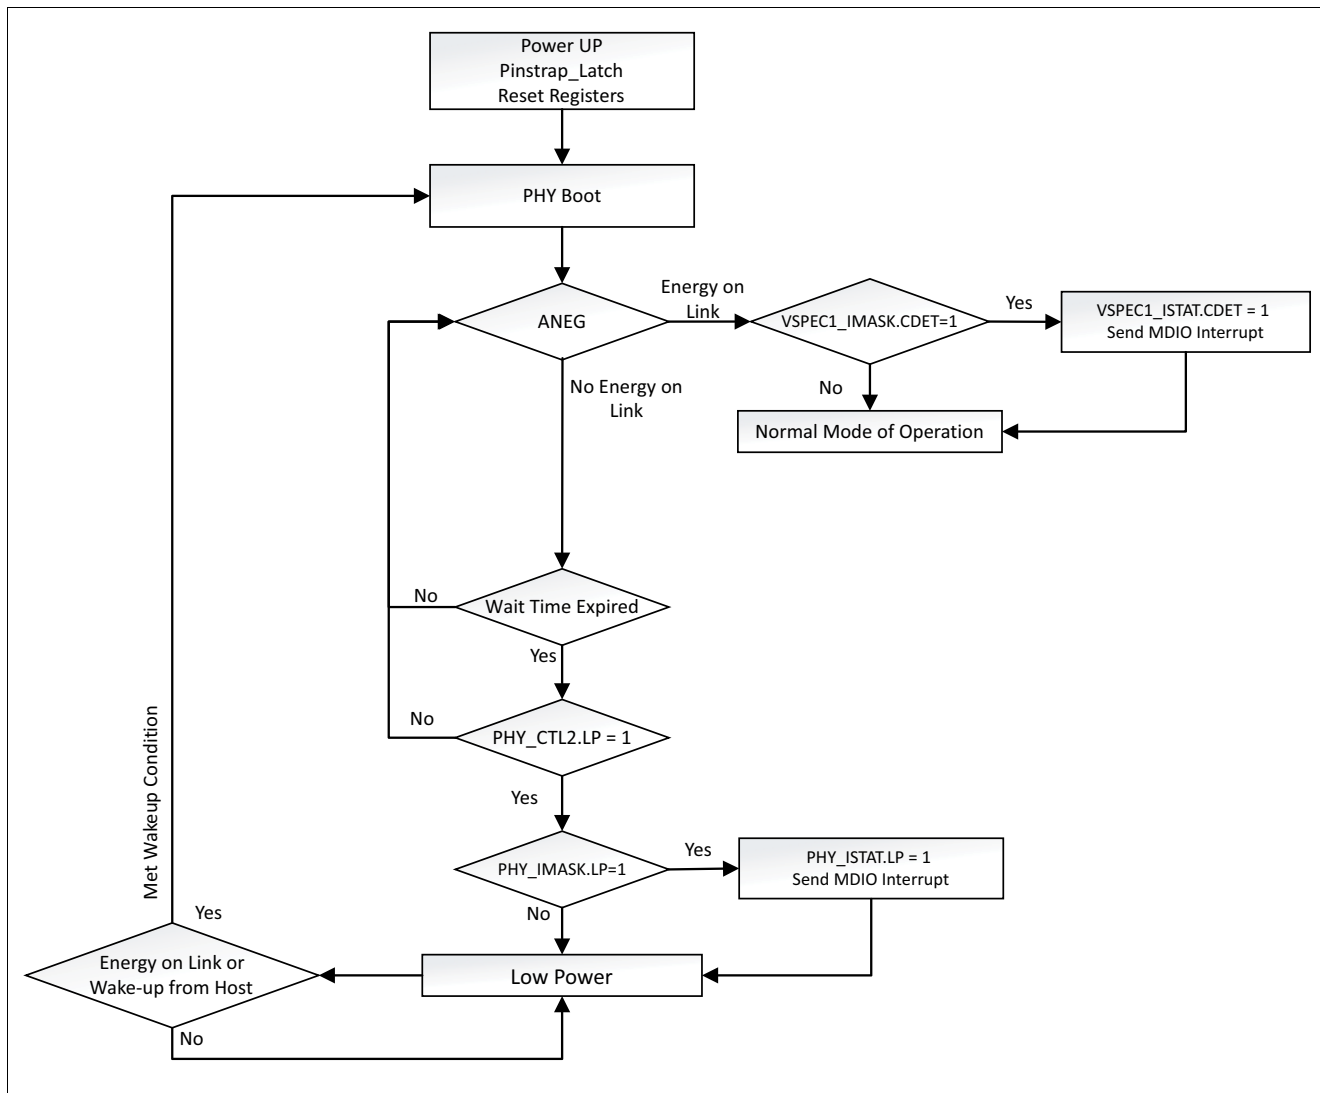 Power UP
Pinstrap_Latch
Reset Registers
PHY Boot
ANEG
Energy on
Link
VSPEC1_IMASK.CDET=1
Yes
VSPEC1_ISTAT.CDET = 1
Send MDIO Interrupt
No Energy on
Link
No
Normal Mode of Operation
No
Wait Time Expired
Yes
No
PHY_CTL2.LP = 1
Yes
PHY_IMASK.LP=1
Yes
PHY_ISTAT.LP = 1
Send MDIO Interrupt
No
Low Power
Met Wakeup Condition
Yes
Energy on Link or
Wake-up from Host
No